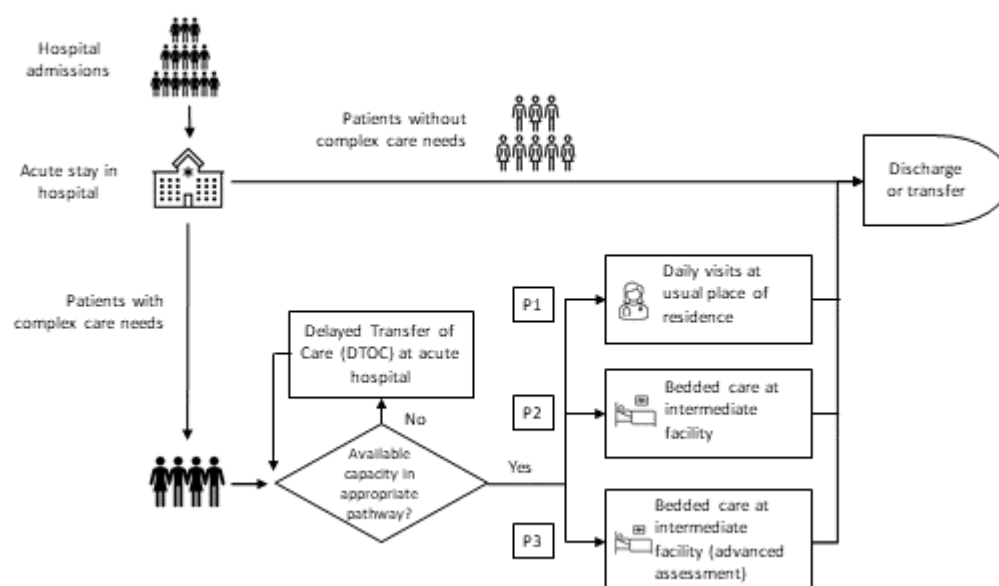 Hospital
admissions
Patients without
complex care needs
Acute stay in
hospital
Discharge
or transfer
Patients with
complex care needs
Delayed Transfer of
Care (DTOC) at acute
hospital
No
Available
capacity in
appropriate
pathway?
Yes
P1
Daily visits at
usual place of
residence
P2
Bedded care at
intermediate
facility
P3
Bedded care at
intermediate
facility (advanced
assessment)